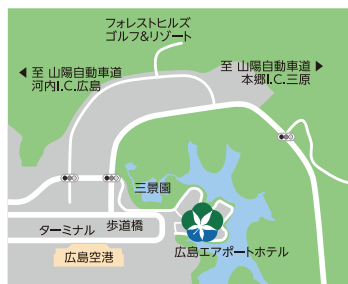 フォレストヒルズ
ゴルフ&リゾート
◀ 至 山陽自動車道
河内I.C.広島
至 山陽自動車道 ▶
本郷I.C.三原
三景園
歩道橋
ターミナル
広島エアポートホテル
広島空港